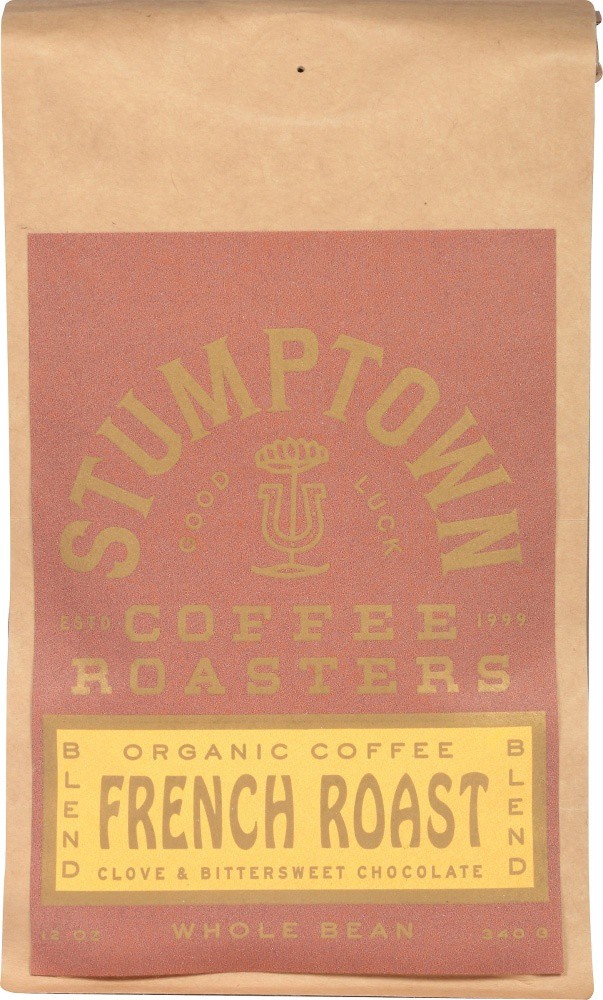 STUMPTOWN
GOOD LUCK
ESTD COFFEE 1999
ROASTERS
BLEND
ORGANIC COFFEE
FRENCH ROAST
CLOVE & BITTERSWEET CHOCOLATE
BLEND
12 OZ WHOLE BEAN 340 G